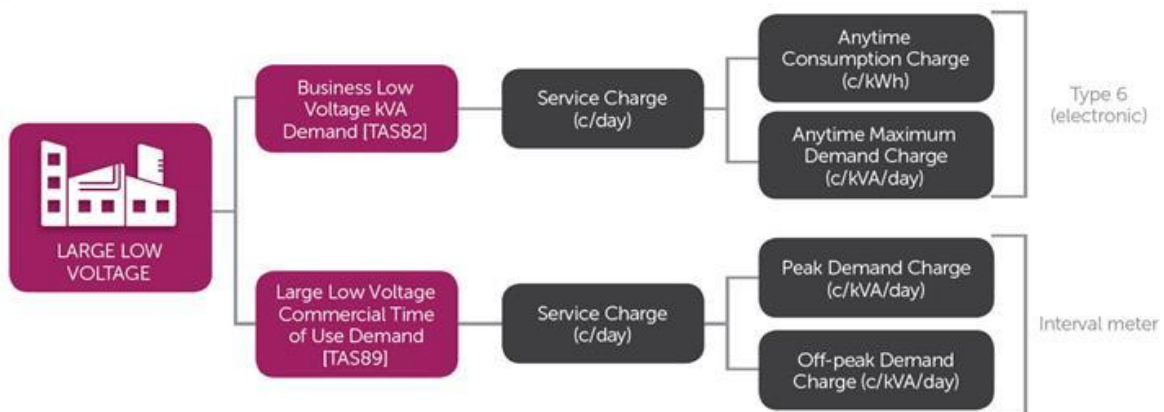 LARGE LOW
VOLTAGE
Business Low
Voltage kVA
Demand [TAS82]
Service Charge
(c/day)
Anytime
Consumption Charge
(c/kWh)
Anytime Maximum
Demand Charge
(c/kVA/day)
Type 6
(electronic)
Large Low Voltage
Commercial Time
of Use Demand
[TAS89]
Service Charge
(c/day)
Peak Demand Charge
(c/kVA/day)
Off-peak Demand
Charge (c/kVA/day)
Interval meter